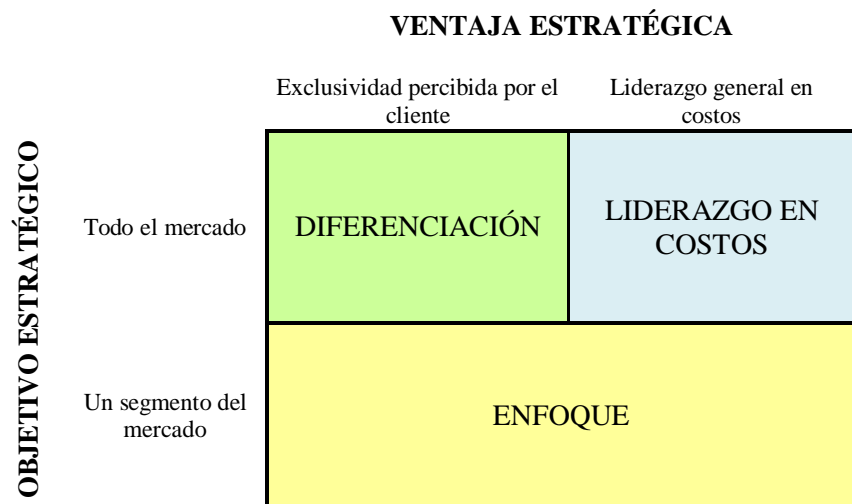 VENTAJA ESTRATÉGICA
Exclusividad percibida por el
cliente
Liderazgo general en
costos
OBJETIVO ESTRATÉGICO
Todo el mercado
DIFERENCIACIÓN
LIDERAZGO EN
COSTOS
Un segmento del
mercado
ENFOQUE